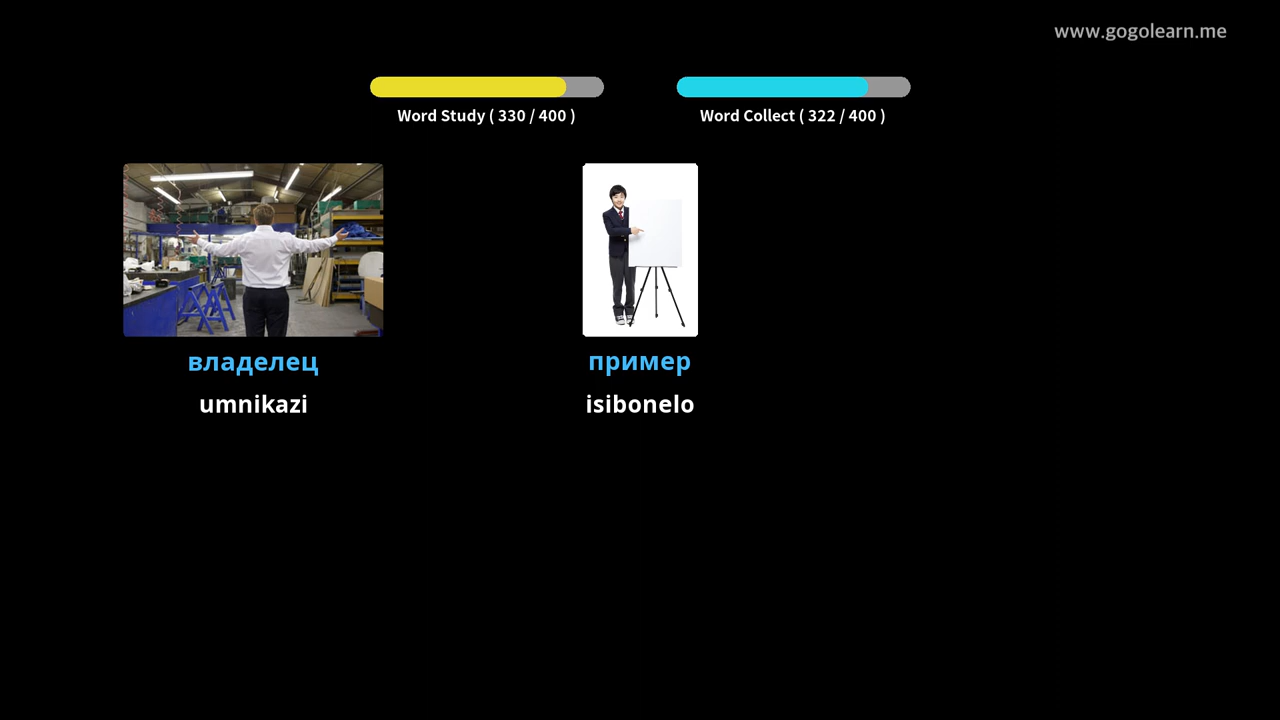 www.gogolearn.me
Word Study ( 330 / 400 )
Word Collect ( 322 / 400 )
владелец
пример
umnikazi
isibonelo